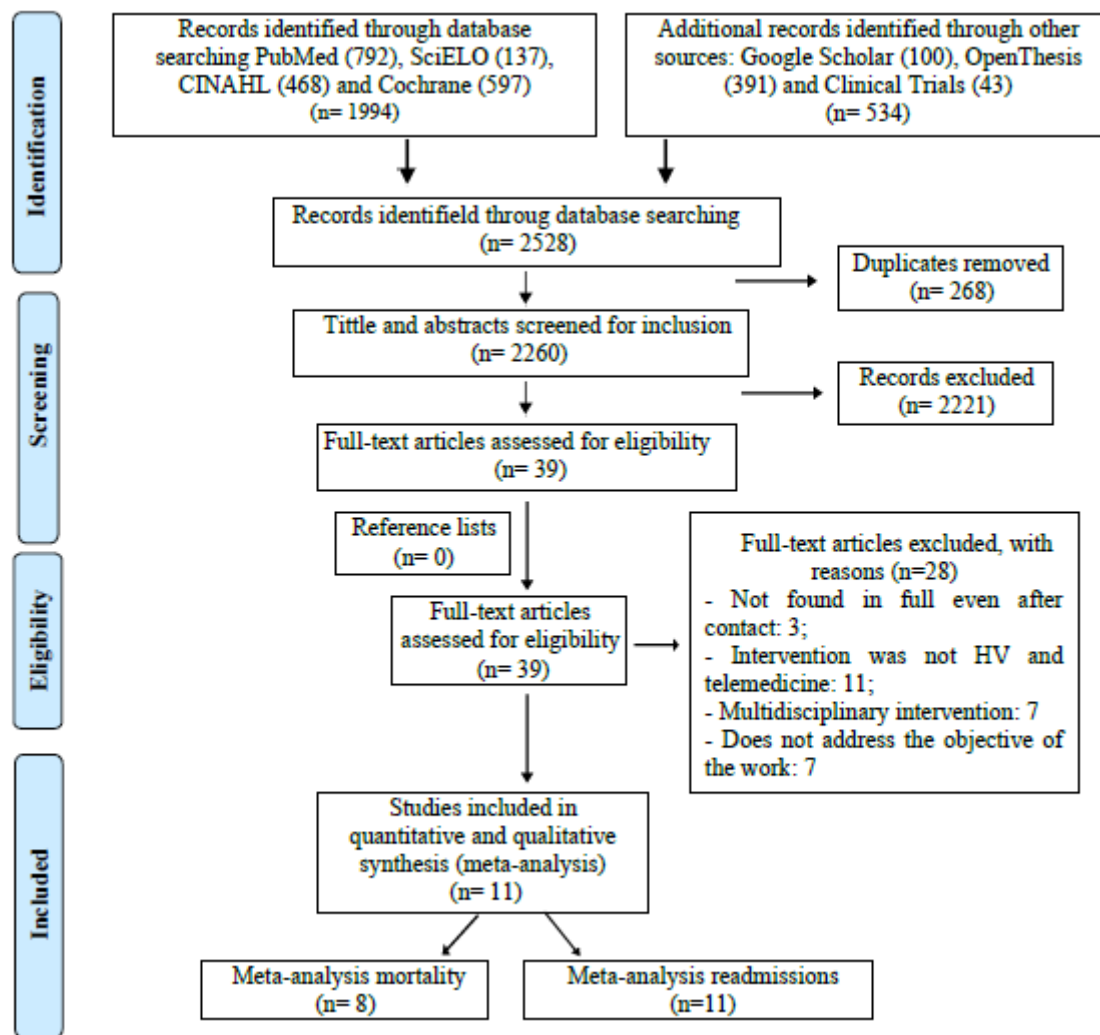 Records identified through database
searching PubMed (792), SciELO (137),
CINAHL (468) and Cochrane (597)
(n= 1994)
Additional records identified through other
sources: Google Scholar (100), OpenThesis
(391) and Clinical Trials (43)
(n= 534)
Identification
Records identifield throug database searching
(n= 2528)
Duplicates removed
(n= 268)
Screening
Tittle and abstracts screened for inclusion
(n= 2260)
Records excluded
(n= 2221)
Full-text articles assessed for eligibility
(n= 39)
Reference lists
(n= 0)
Eligibility
Full-text articles
assessed for eligibility
(n= 39)
Full-text articles excluded, with
reasons (n=28)
- Not found in full even after
contact: 3;
- Intervention was not HV and
telemedicine: 11;
- Multidisciplinary intervention: 7
- Does not address the objective of
the work: 7
Included
Studies included in
quantitative and qualitative
synthesis (meta-analysis)
(n= 11)
Meta-analysis mortality
(n= 8)
Meta-analysis readmissions
(n=11)